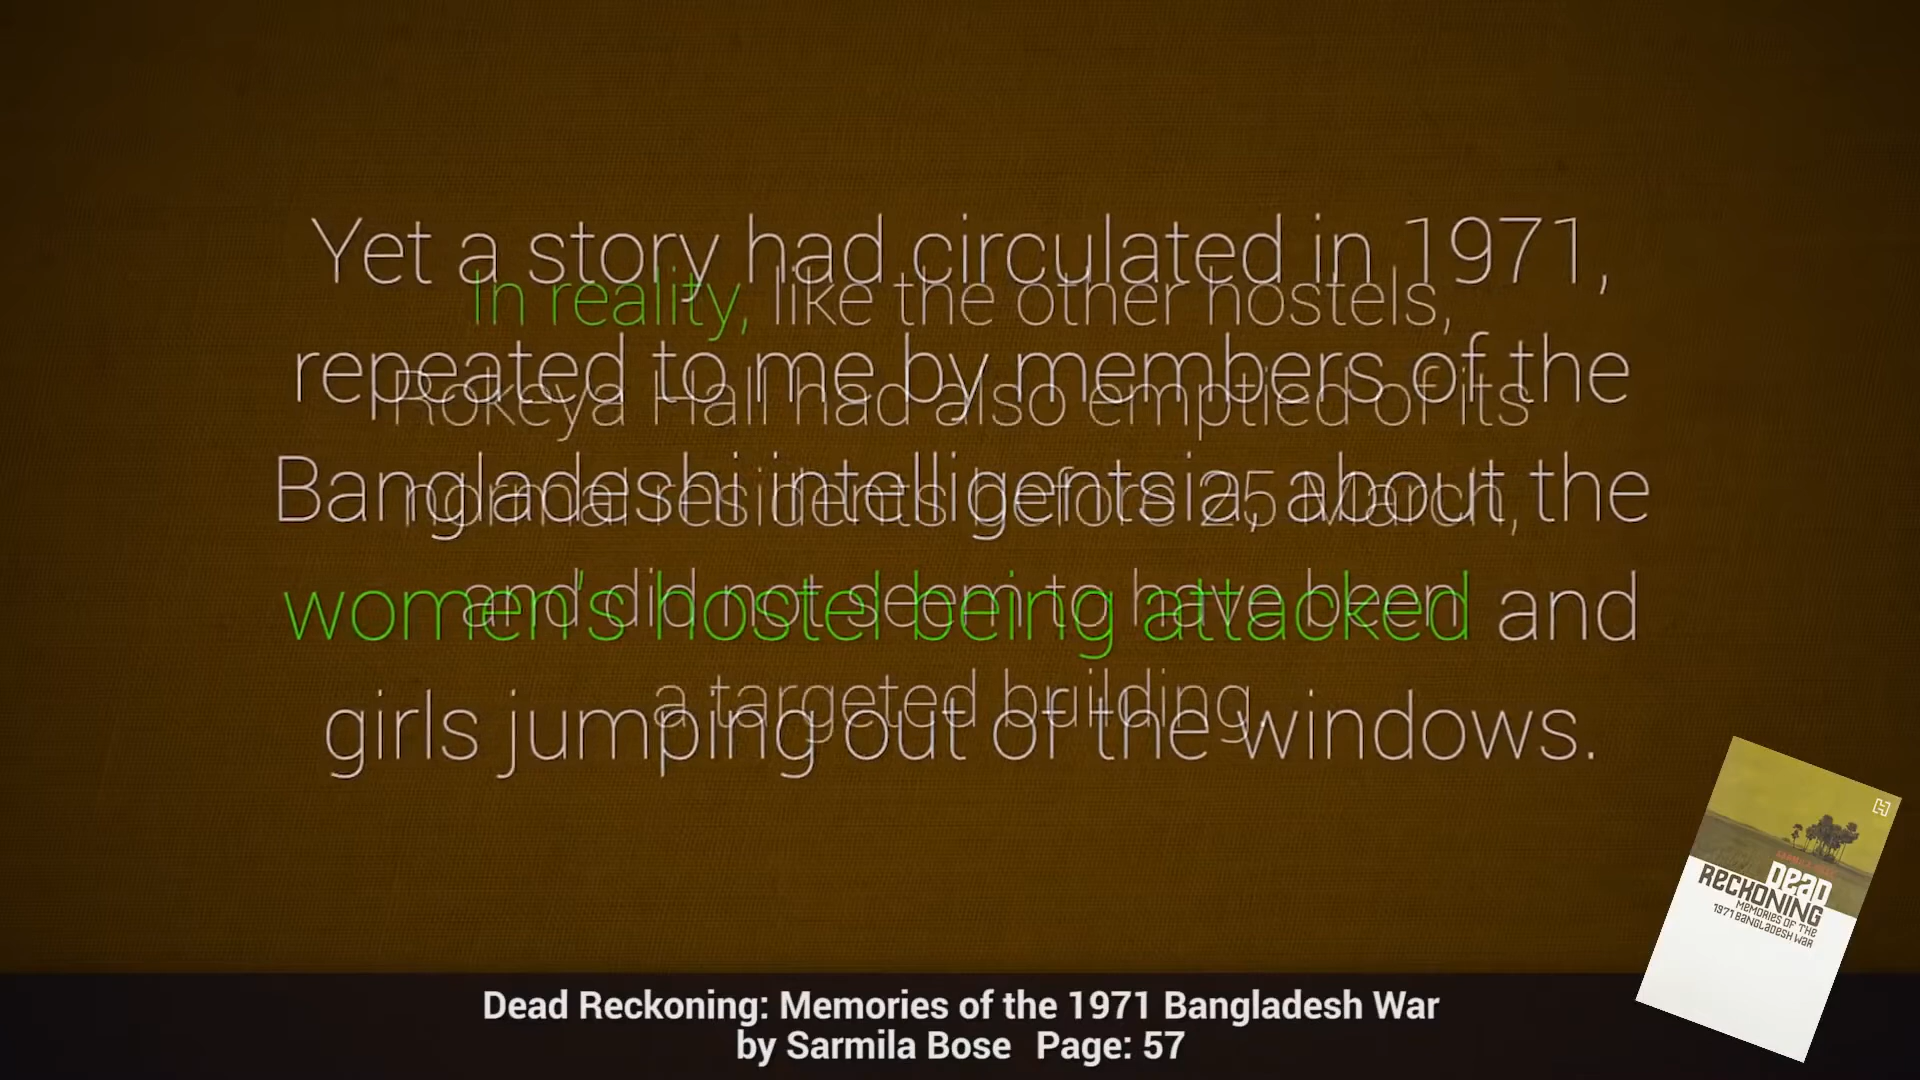 Yet a story had circulated in 1971,
repeated to me by members of the
Bangladeshi intelligentsia, about the
women's hostel being attacked and
girls jumping out of the windows.
In reality, like the other hostels,
Rokeya Hall had also emptied of its
normal residents before 25 March,
and did not seem to have been
a targeted building.
DEAD
RECKONING
MEMORIES OF THE
1971 BANGLADESH WAR
Dead Reckoning: Memories of the 1971 Bangladesh War
by Sarmila Bose Page: 57